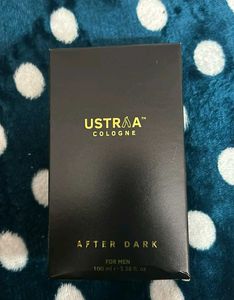 USTRAA™
COLOGNE
AFTER DARK
FOR MEN
100 ml ℮ 3.38 fl. oz